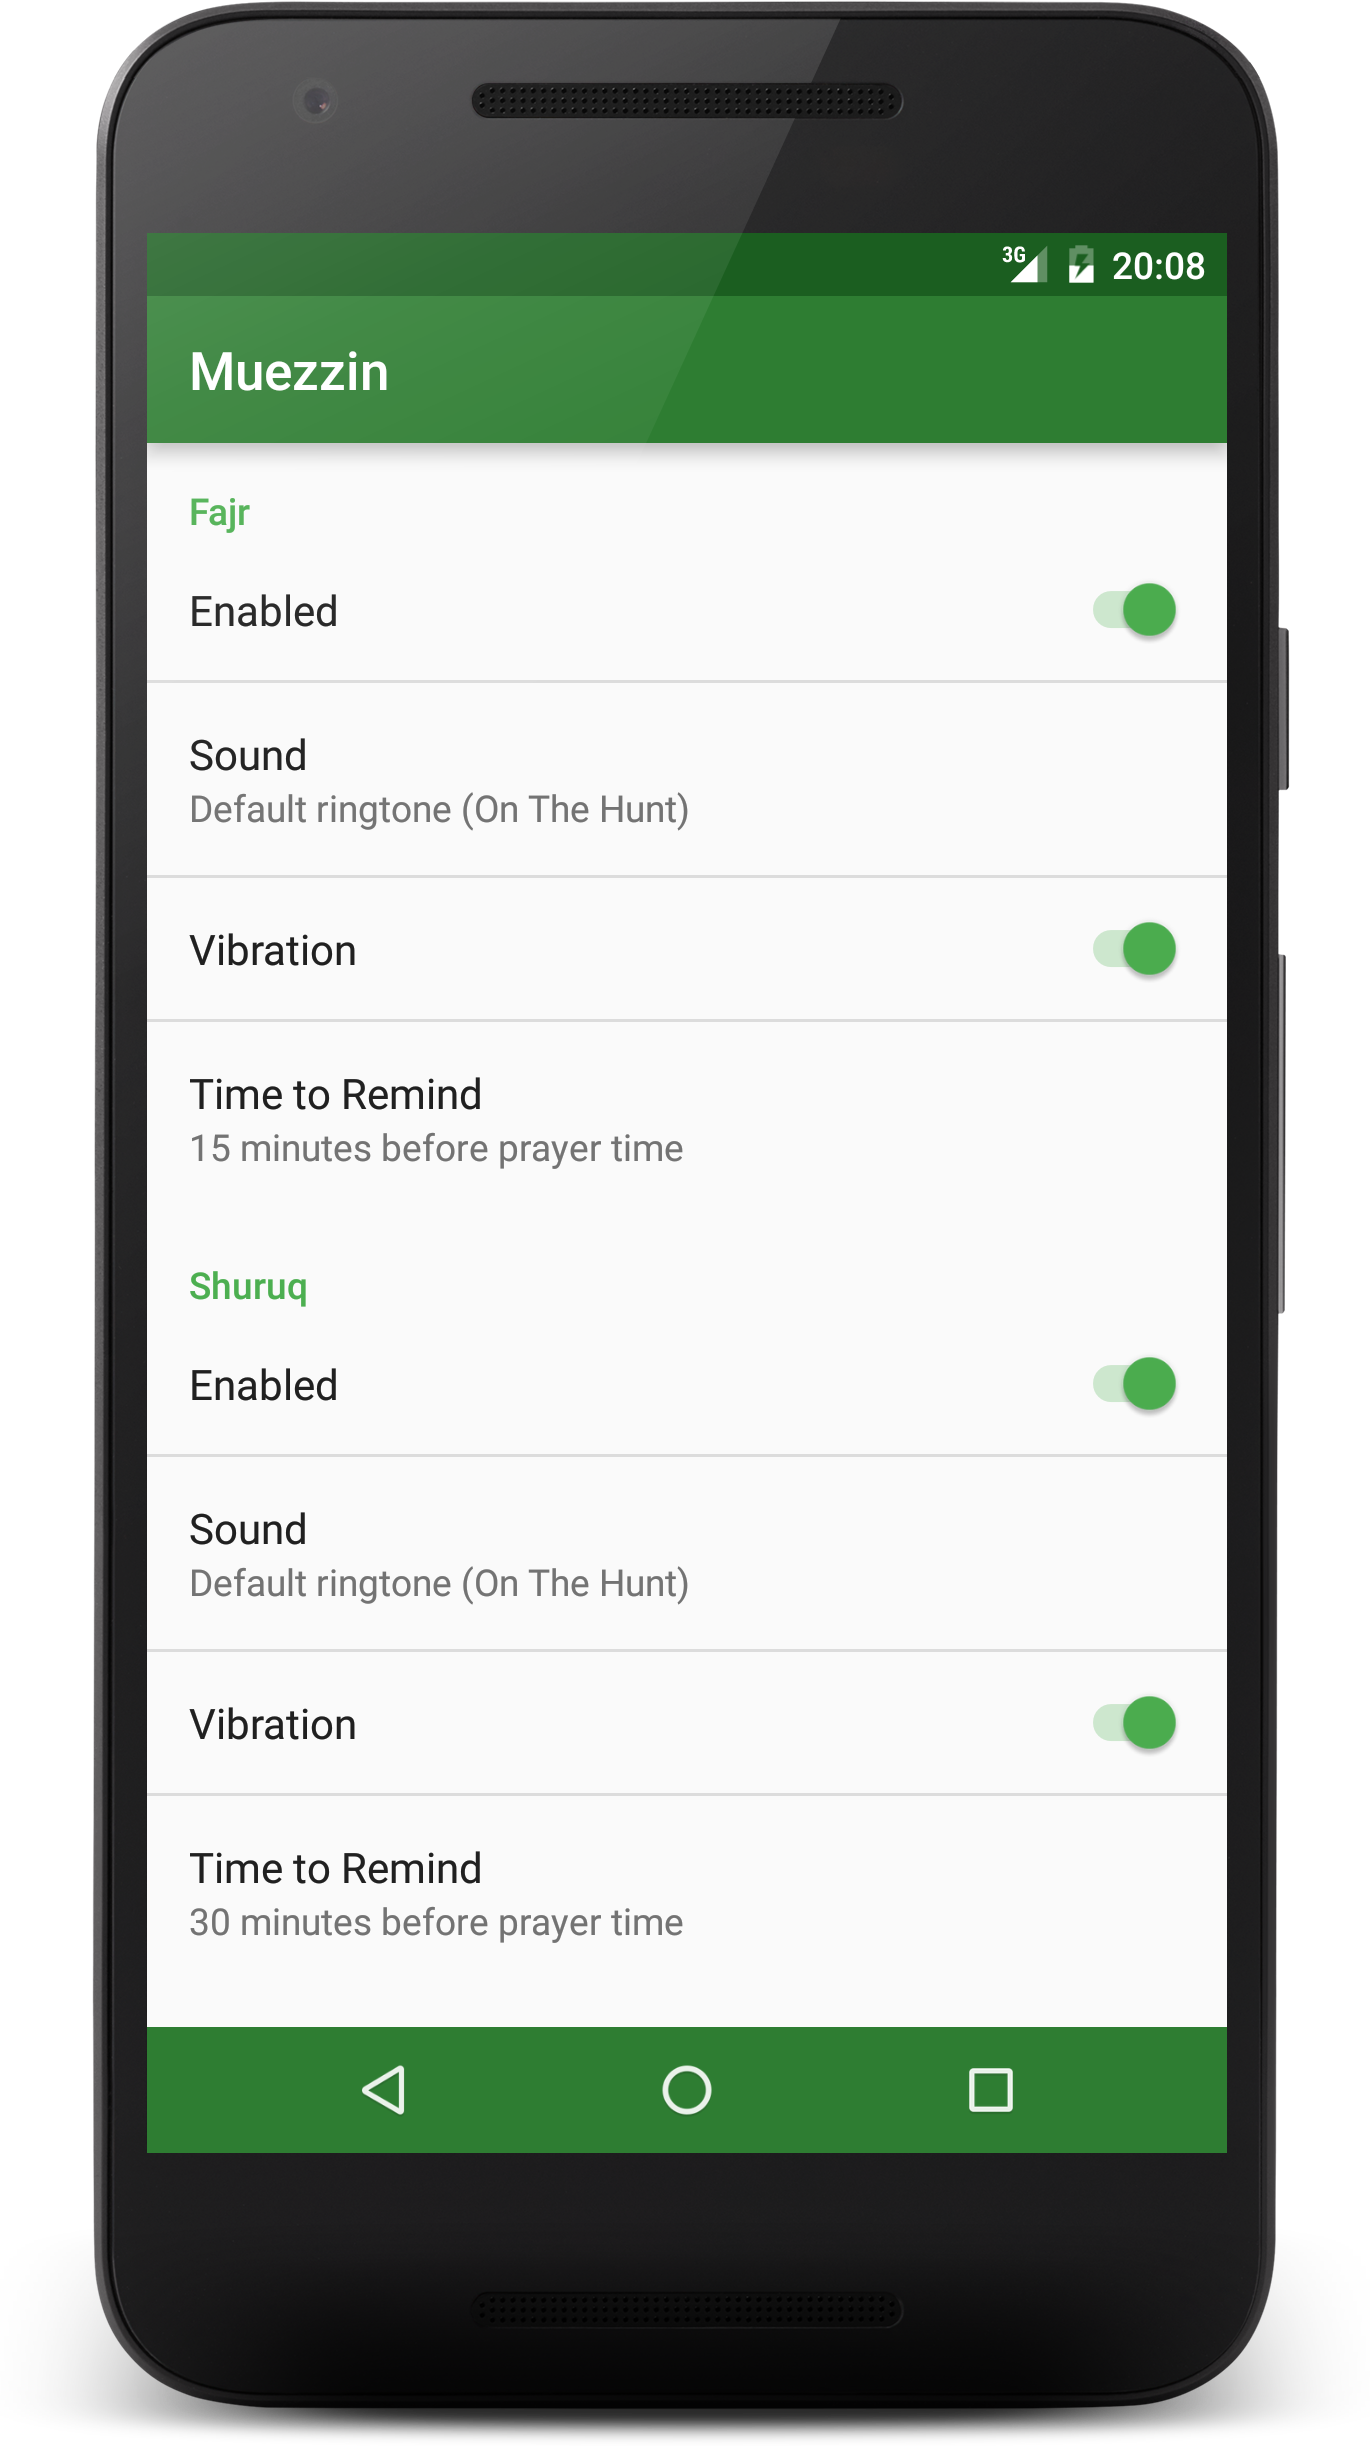 3G 20:08
Muezzin
Fajr
Enabled
Sound
Default ringtone (On The Hunt)
Vibration
Time to Remind
15 minutes before prayer time
Shuruq
Enabled
Sound
Default ringtone (On The Hunt)
Vibration
Time to Remind
30 minutes before prayer time